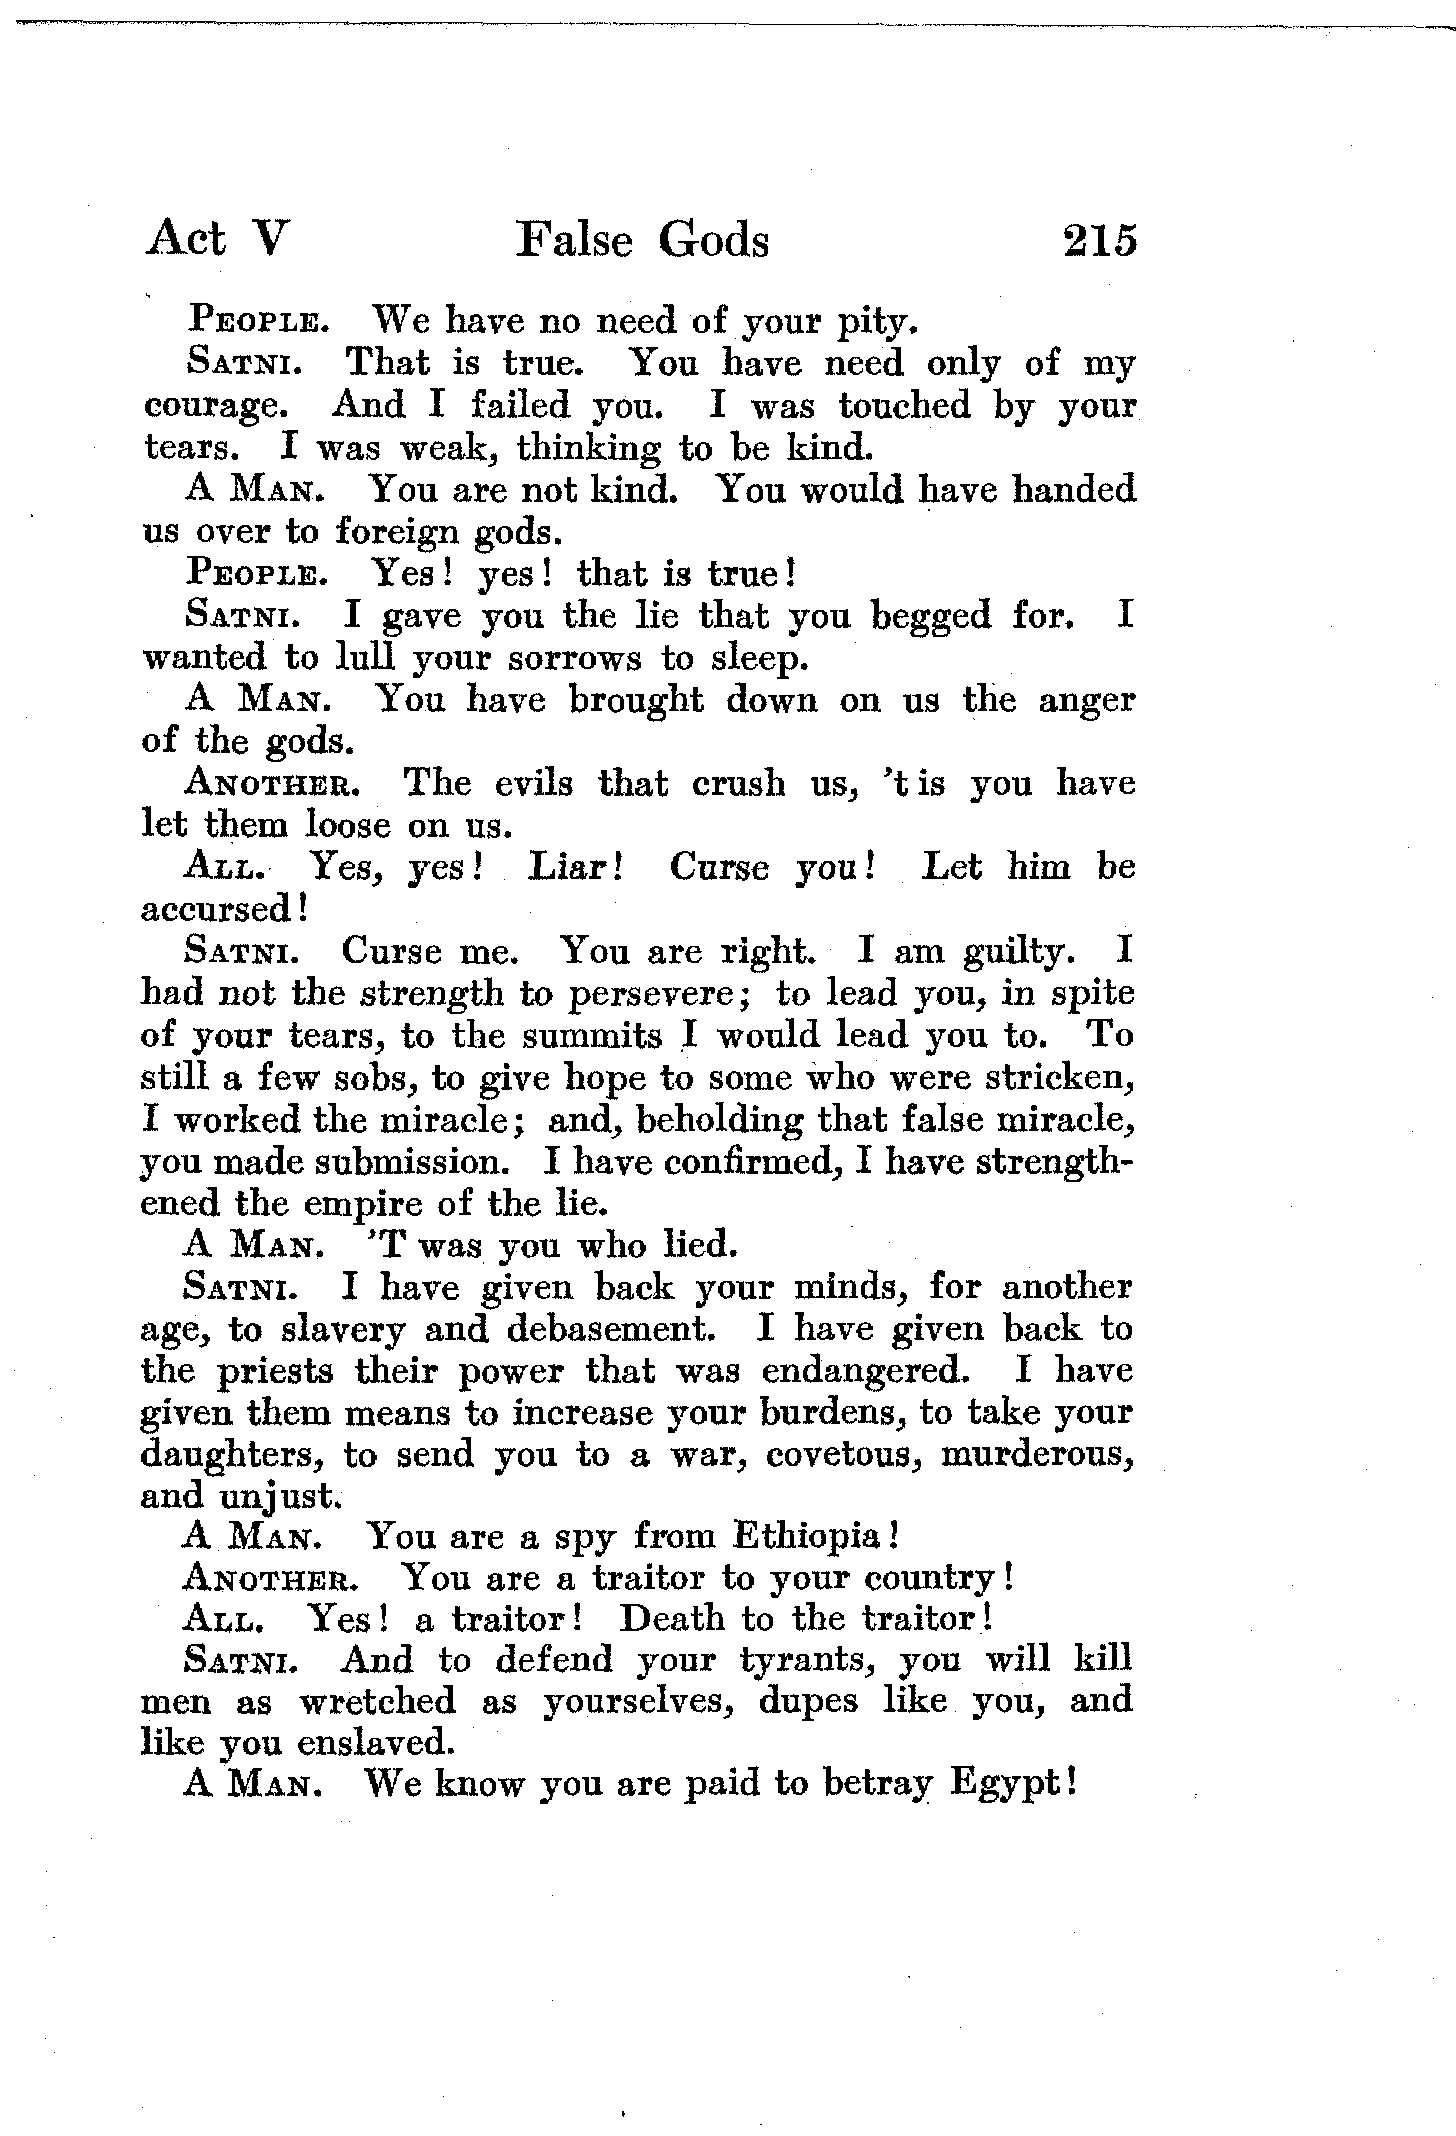 Act V False Gods 215
PEOPLE. We have no need of your pity.
SATNI. That is true. You have need only of my
courage. And I failed you. I was touched by your
tears. I was weak, thinking to be kind.
A MAN. You are not kind. You would have handed
us over to foreign gods.
PEOPLE. Yes! yes! that is true!
SATNI. I gave you the lie that you begged for. I
wanted to lull your sorrows to sleep.
A MAN. You have brought down on us the anger
of the gods.
ANOTHER. The evils that crush us, 't is you have
let them loose on us.
ALL. Yes, yes! Liar! Curse you! Let him be
accursed!
SATNI. Curse me. You are right. I am guilty. I
had not the strength to persevere; to lead you, in spite
of your tears, to the summits I would lead you to. To
still a few sobs, to give hope to some who were stricken,
I worked the miracle; and, beholding that false miracle,
you made submission. I have confirmed, I have strength-
ened the empire of the lie.
A MAN. 'T was you who lied.
SATNI. I have given back your minds, for another
age, to slavery and debasement. I have given back to
the priests their power that was endangered. I have
given them means to increase your burdens, to take your
daughters, to send you to a war, covetous, murderous,
and unjust.
A MAN. You are a spy from Ethiopia!
ANOTHER. You are a traitor to your country!
ALL. Yes! a traitor! Death to the traitor!
SATNI. And to defend your tyrants, you will kill
men as wretched as yourselves, dupes like you, and
like you enslaved.
A MAN. We know you are paid to betray Egypt!